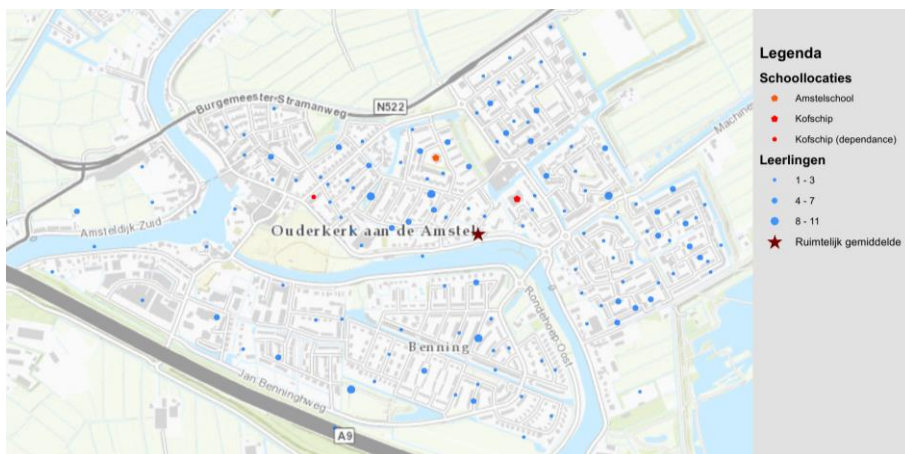 Burgemeester-Stramanweg
N522
Machine
Amsteldijk Zuid
Ouderkerk aan de Amstel
Rondehoep-Oost
Benning
Jan Benninghweg
A9
Legenda
Schoollocaties
Amstelschool
Kofschip
Kofschip (dependance)
Leerlingen
1 - 3
4 - 7
8 - 11
Ruimtelijk gemiddelde